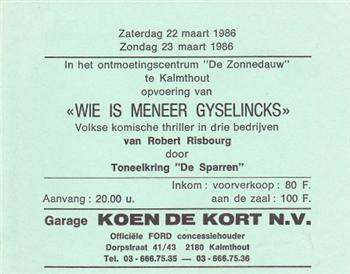 Zaterdag 22 maart 1986
Zondag 23 maart 1986
In het ontmoetingscentrum "De Zonnedauw"
te Kalmthout
opvoering van
«WIE IS MENEER GYSELINCKS»
Volkse komische thriller in drie bedrijven
van Robert Risbourg
door
Toneelkring "De Sparren"
Inkom : voorverkoop : 80 F.
Aanvang : 20.00 u. aan de zaal : 100 F.
Garage KOEN DE KORT N.V.
Officiële FORD concessiehouder
Dorpstraat 41/43 2180 Kalmthout
Tel. 03 - 666.75.35 - 03 - 666.75.36